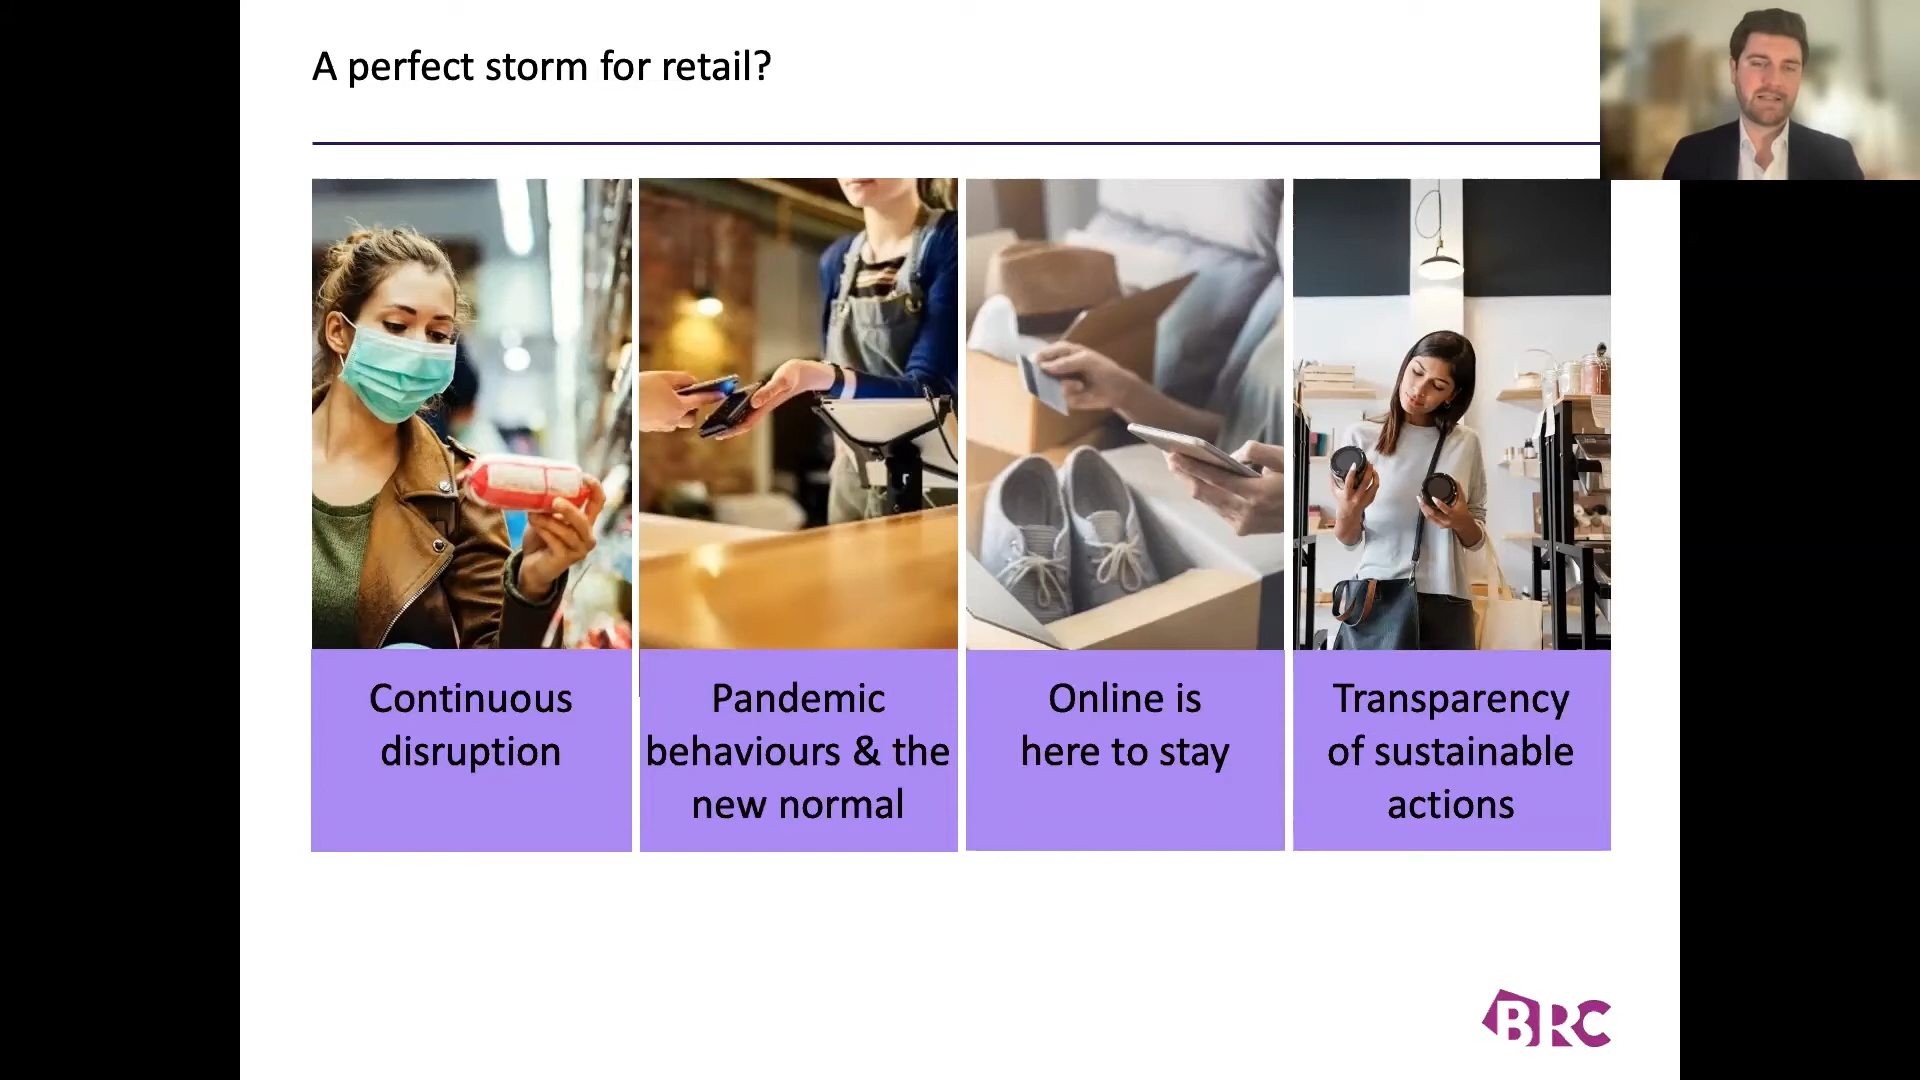 A perfect storm for retail?
Continuous
disruption
Pandemic
behaviours & the
new normal
Online is
here to stay
Transparency
of sustainable
actions
BRC